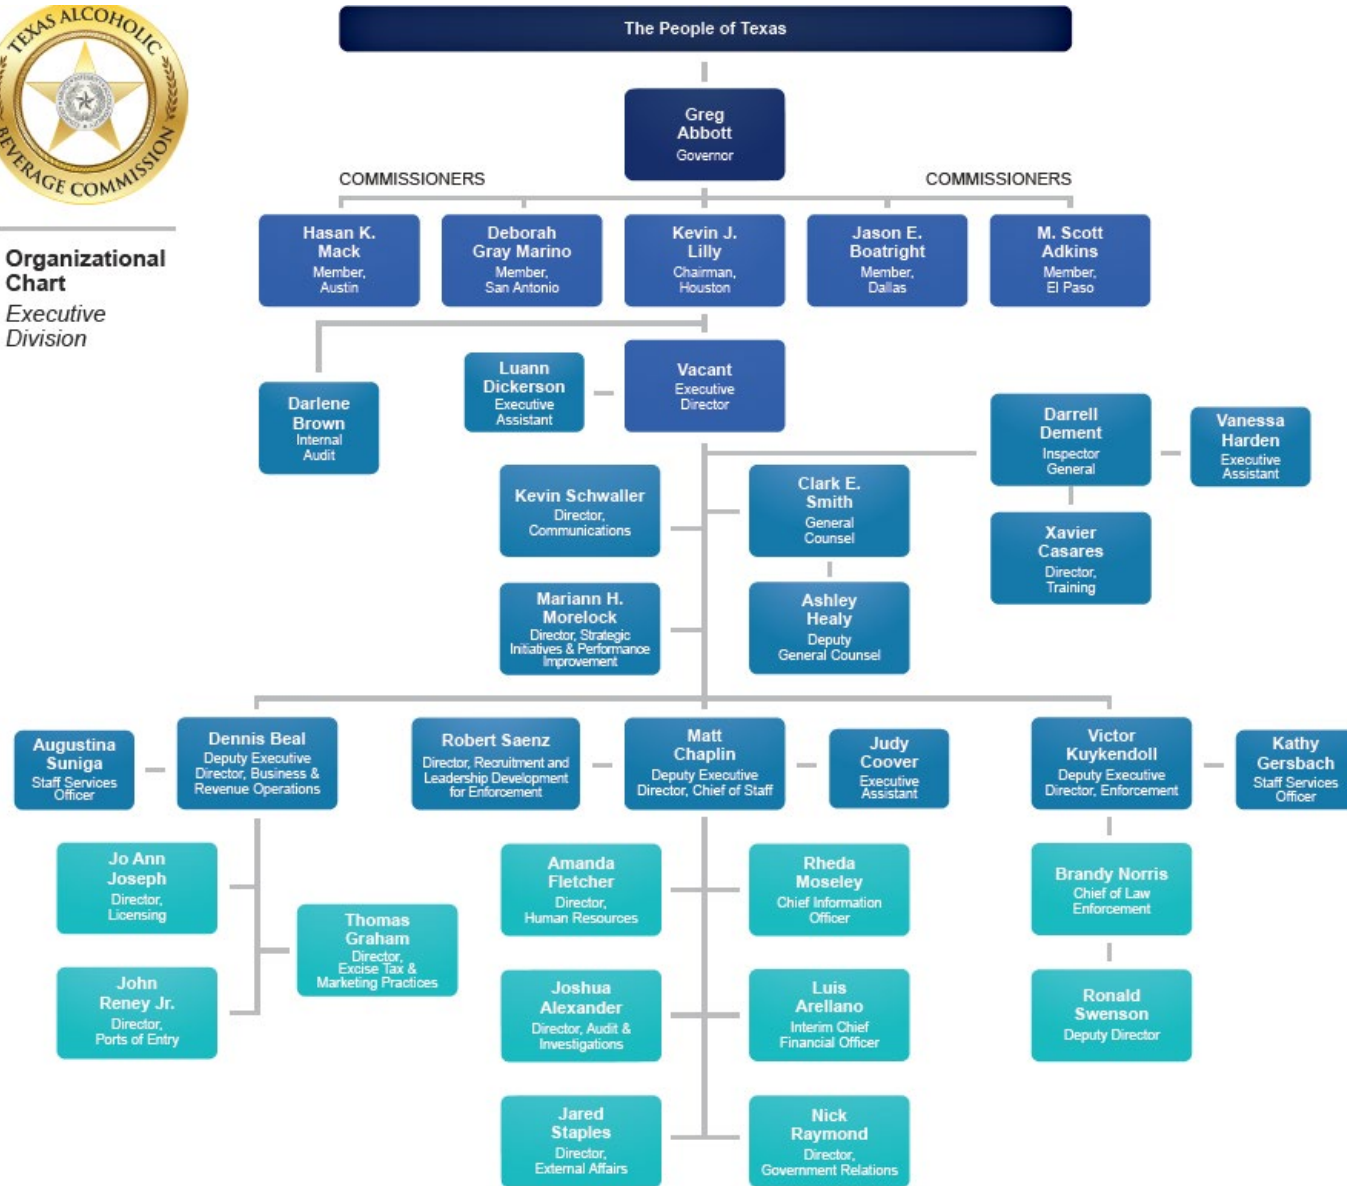 TEXAS ALCOHOLIC
BEVERAGE COMMISSION
Organizational
Chart
Executive
Division
The People of Texas
Greg
Abbott
Governor
COMMISSIONERS
COMMISSIONERS
Hasan K.
Mack
Member,
Austin
Deborah
Gray Marino
Member,
San Antonio
Kevin J.
Lilly
Chairman,
Houston
Jason E.
Boatright
Member,
Dallas
M. Scott
Adkins
Member,
El Paso
Darlene
Brown
Internal
Audit
Luann
Dickerson
Executive
Assistant
Vacant
Executive
Director
Darrell
Dement
Inspector
General
Vanessa
Harden
Executive
Assistant
Kevin Schwaller
Director,
Communications
Clark E.
Smith
General
Counsel
Xavier
Casares
Director,
Training
Mariann H.
Morelock
Director, Strategic
Initiatives & Performance
Improvement
Ashley
Healy
Deputy
General Counsel
Augustina
Suniga
Staff Services
Officer
Dennis Beal
Deputy Executive
Director, Business &
Revenue Operations
Robert Saenz
Director, Recruitment and
Leadership Development
for Enforcement
Matt
Chaplin
Deputy Executive
Director, Chief of Staff
Judy
Coover
Executive
Assistant
Victor
Kuykendoll
Deputy Executive
Director, Enforcement
Kathy
Gersbach
Staff Services
Officer
Jo Ann
Joseph
Director,
Licensing
Thomas
Graham
Director,
Excise Tax &
Marketing Practices
John
Reney Jr.
Director,
Ports of Entry
Amanda
Fletcher
Director,
Human Resources
Rheda
Moseley
Chief Information
Officer
Brandy Norris
Chief of Law
Enforcement
Joshua
Alexander
Director, Audit &
Investigations
Luis
Arellano
Interim Chief
Financial Officer
Ronald
Swenson
Deputy Director
Jared
Staples
Director,
External Affairs
Nick
Raymond
Director,
Government Relations